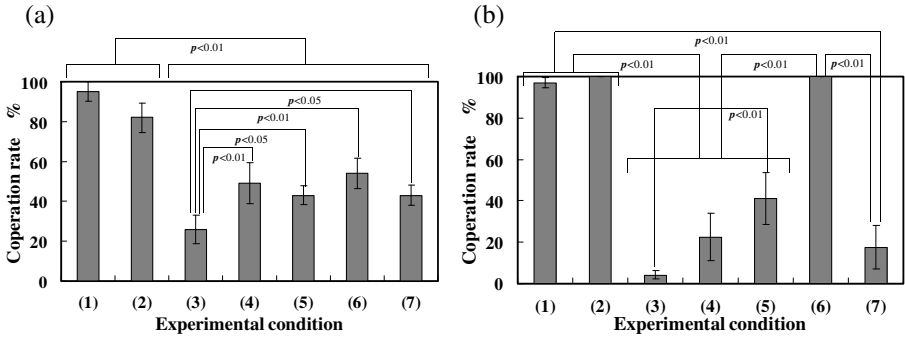 (a)
p<0.01
100
80
60
40
20
0
Coperation rate %
p<0.05
p<0.01
p<0.05
p<0.01
(1) (2) (3) (4) (5) (6) (7)
Experimental condition
(b)
p<0.01
p<0.01 p<0.01 p<0.01
100
80
60
40
20
0
Coperation rate %
p<0.01
(1) (2) (3) (4) (5) (6) (7)
Experimental condition